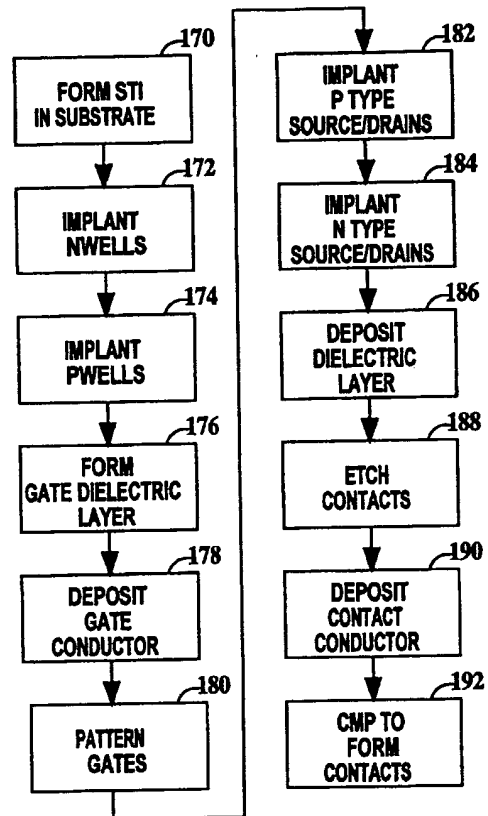 170
FORM STI
IN SUBSTRATE
172
IMPLANT
NWELLS
174
IMPLANT
PWELLS
176
FORM
GATE DIELECTRIC
LAYER
178
DEPOSIT
GATE
CONDUCTOR
180
PATTERN
GATES
182
IMPLANT
P TYPE
SOURCE/DRAINS
184
IMPLANT
N TYPE
SOURCE/DRAINS
186
DEPOSIT
DIELECTRIC
LAYER
188
ETCH
CONTACTS
190
DEPOSIT
CONTACT
CONDUCTOR
192
CMP TO
FORM
CONTACTS